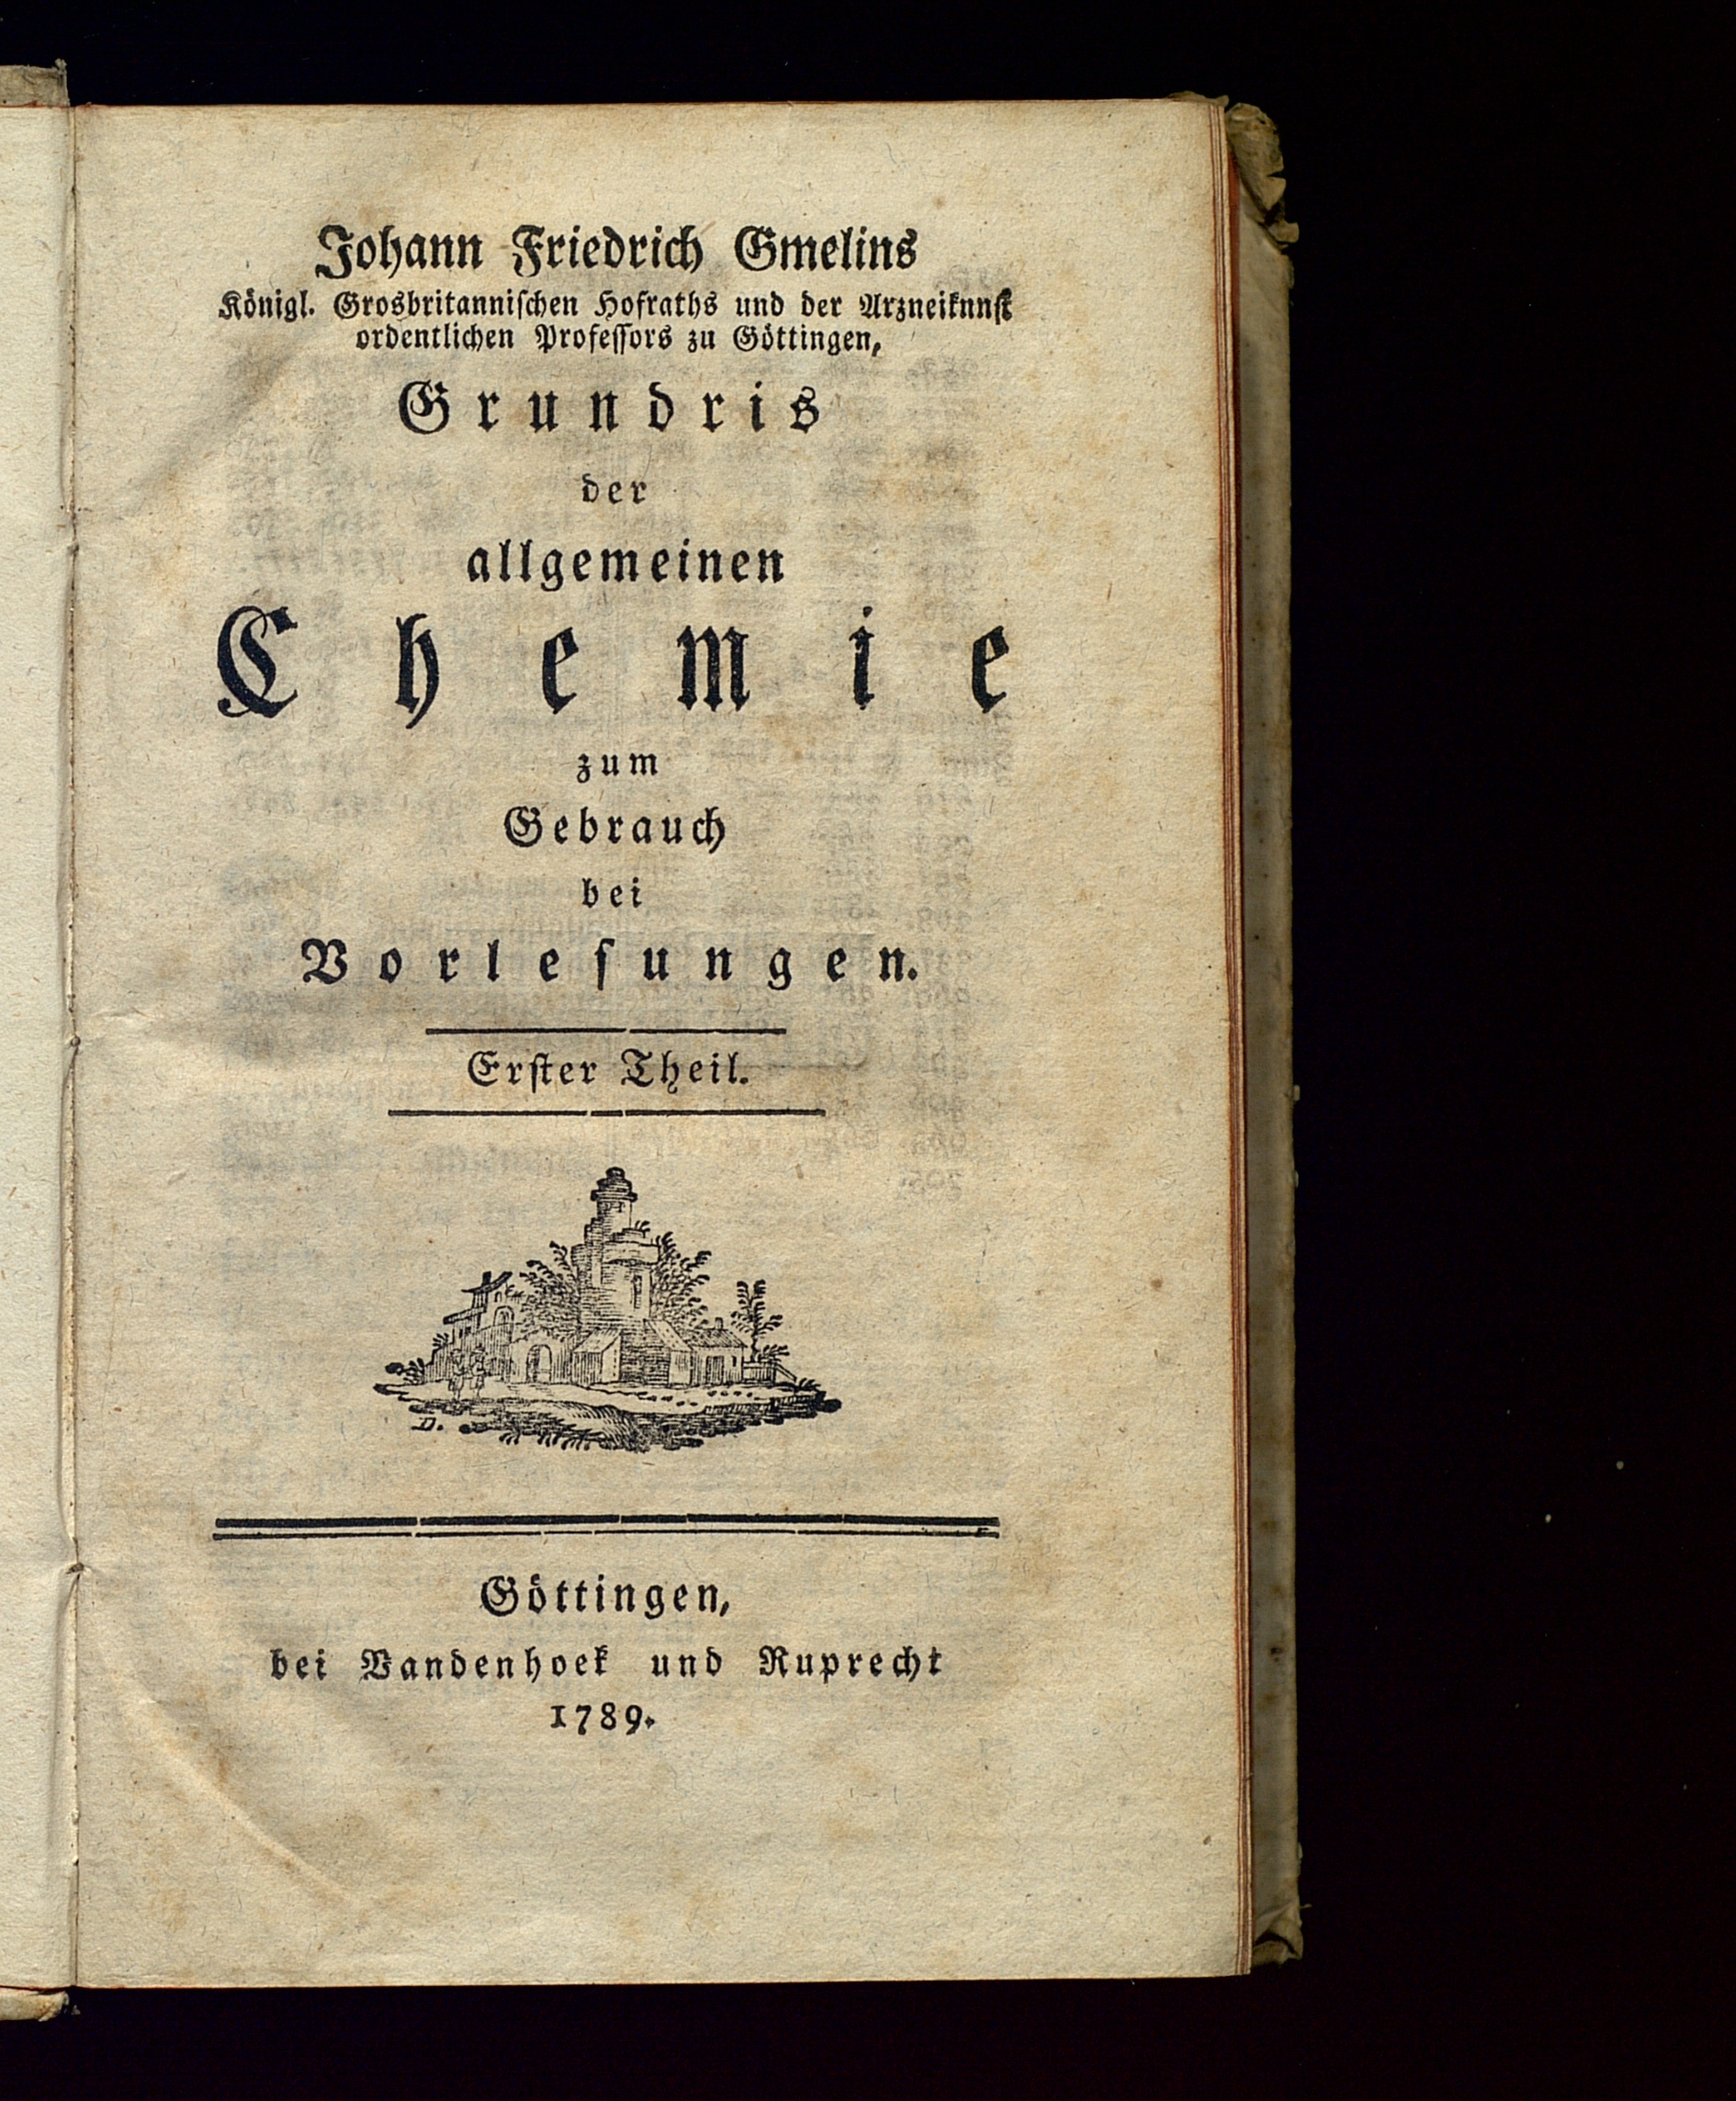 Johann Friedrich Gmelins
Königl. Grosbritanniſchen Hofraths und der Arzneiknnſt
ordentlichen Profeſſors zu Göttingen,
Grundris
der
allgemeinen
Chemie
zum
Gebrauch
bei
Vorleſungen.
Erſter Theil.
D.
Göttingen,
bei Vandenhoek und Ruprecht
1789.